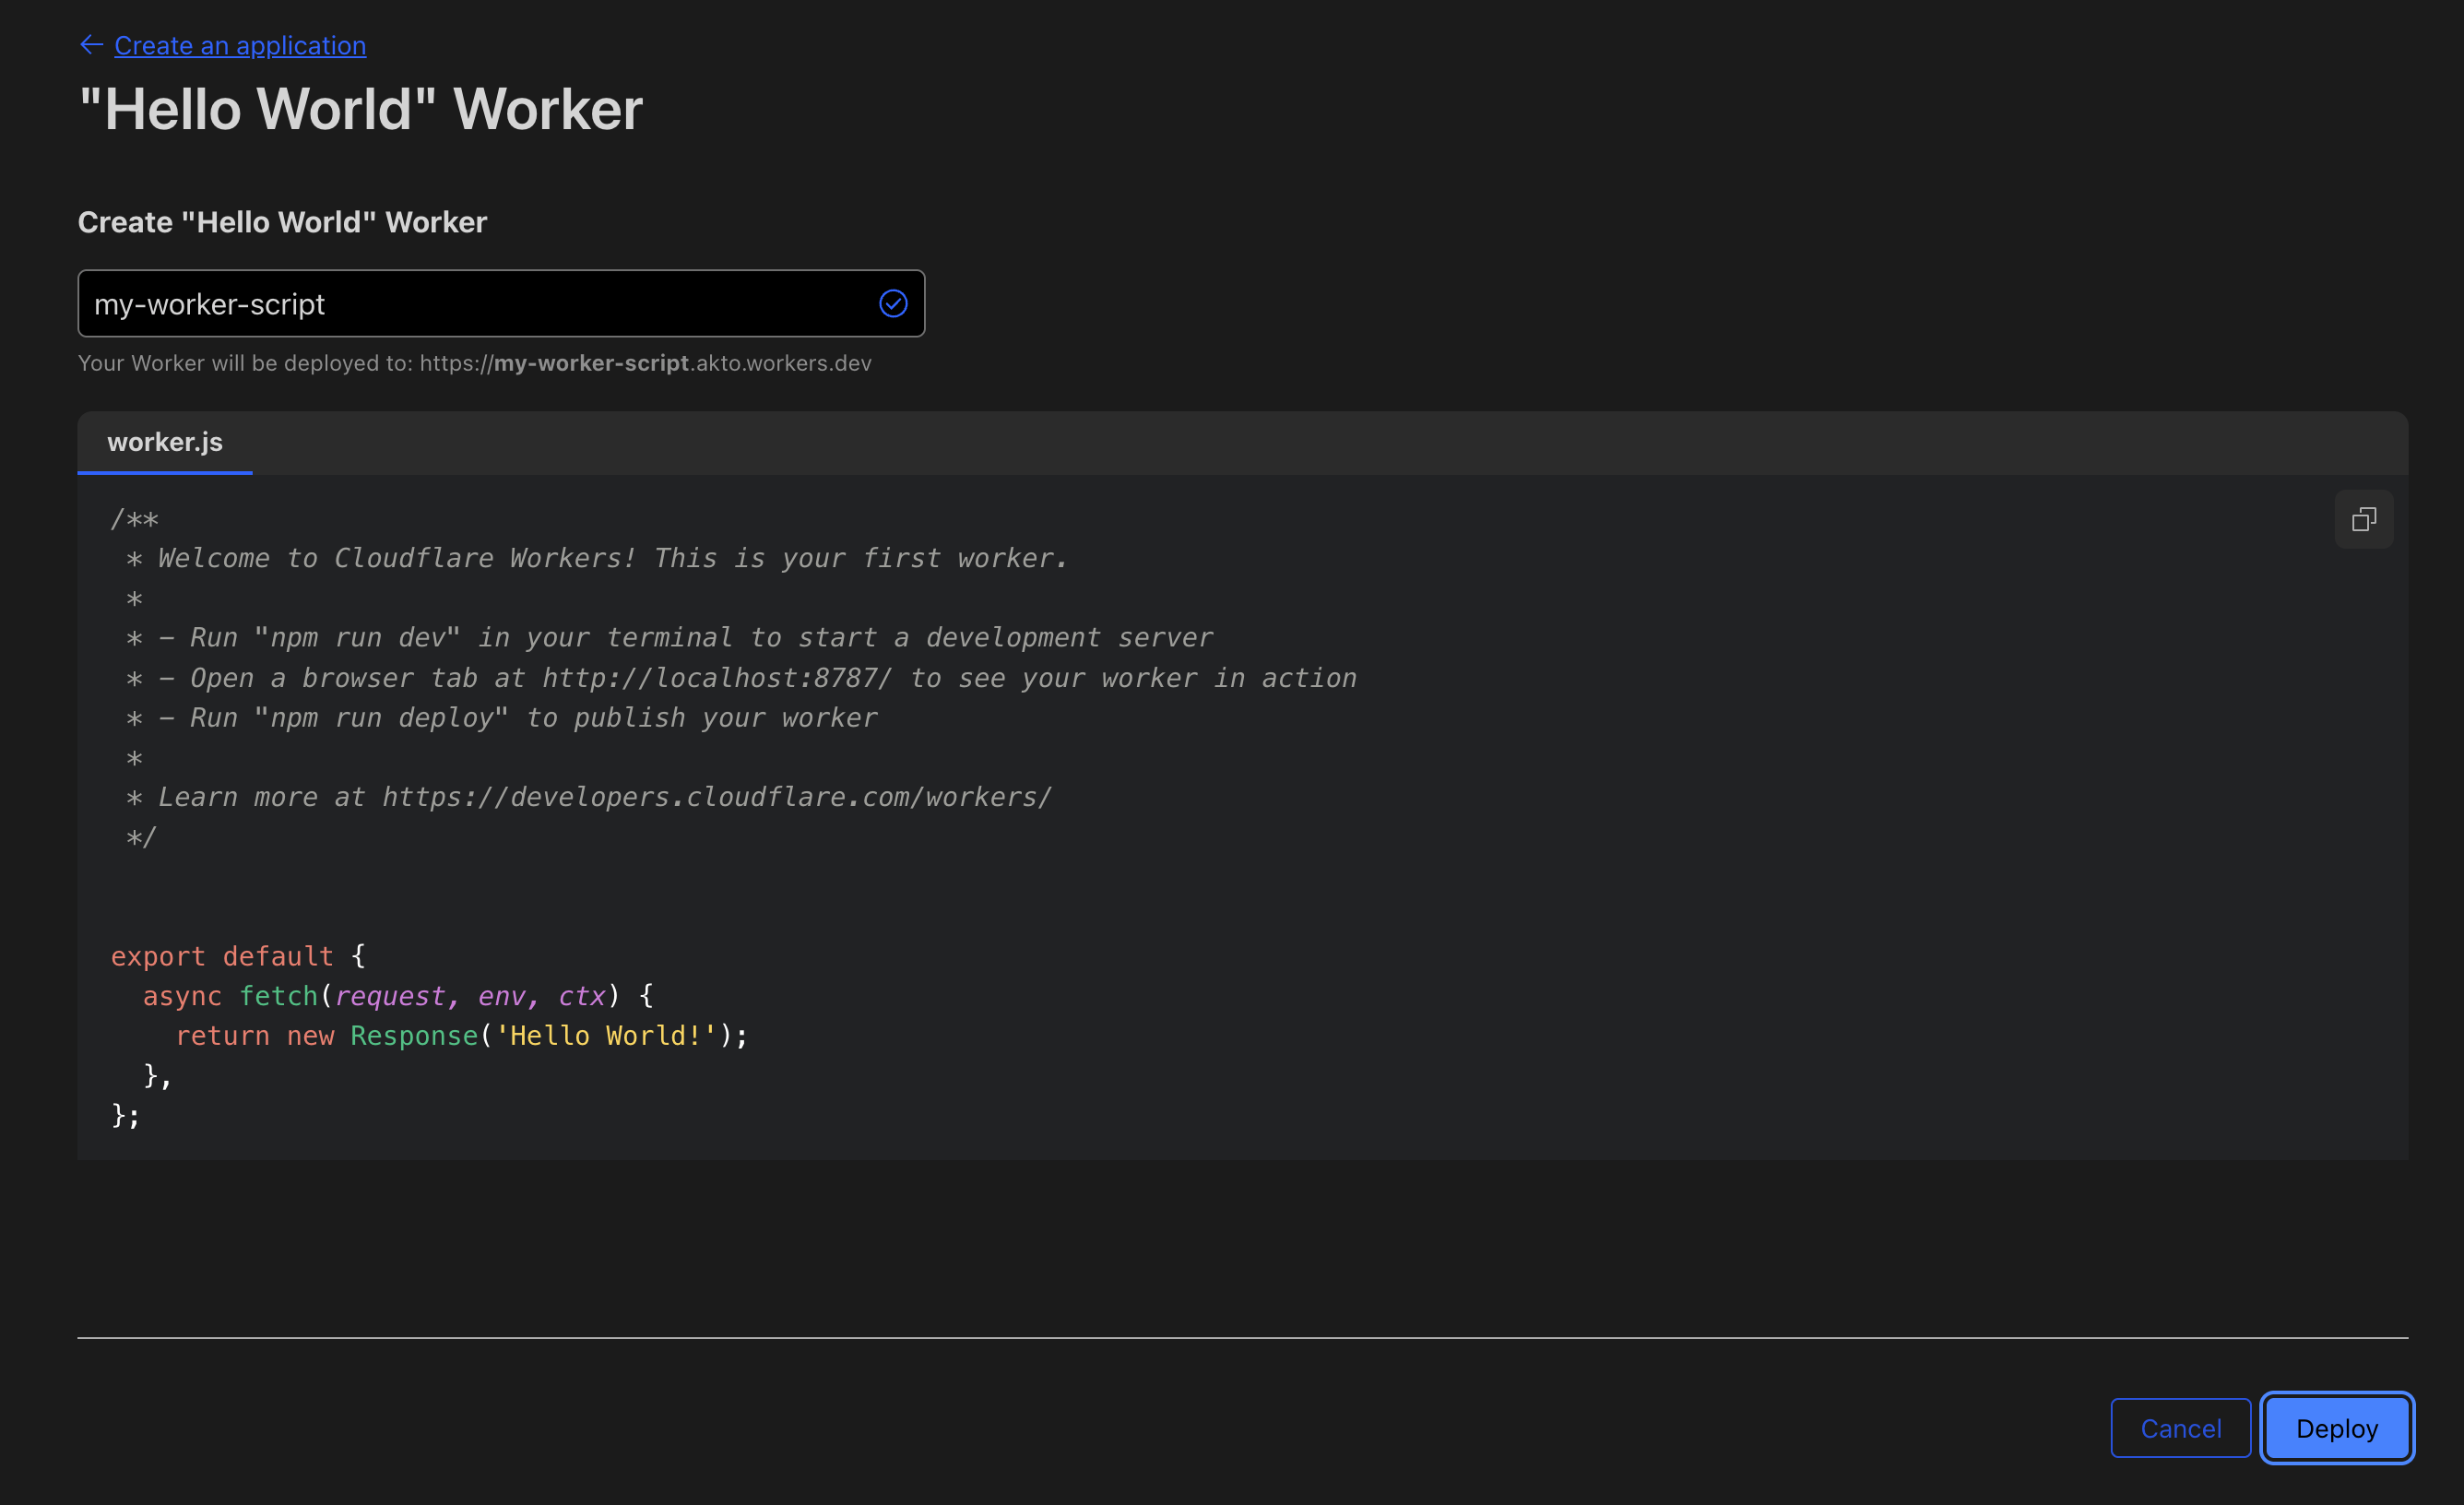 ← Create an application
"Hello World" Worker
Create "Hello World" Worker
my-worker-script
Your Worker will be deployed to: https://my-worker-script.akto.workers.dev
worker.js
/**
 * Welcome to Cloudflare Workers! This is your first worker.
 *
 * – Run "npm run dev" in your terminal to start a development server
 * – Open a browser tab at http://localhost:8787/ to see your worker in action
 * – Run "npm run deploy" to publish your worker
 *
 * Learn more at https://developers.cloudflare.com/workers/
 */
export default {
  async fetch(request, env, ctx) {
    return new Response('Hello World!');
  },
};
Cancel
Deploy